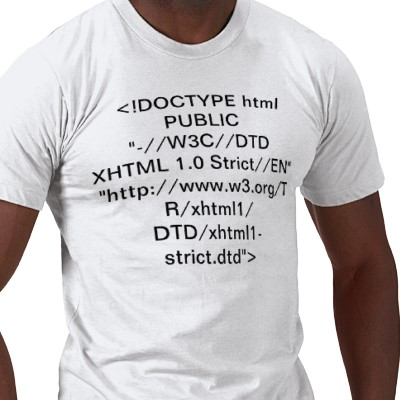 <!DOCTYPE html
PUBLIC
"-//W3C//DTD
XHTML 1.0 Strict//EN"
"http://www.w3.org/T
R/xhtml1/
DTD/xhtml1-
strict.dtd">